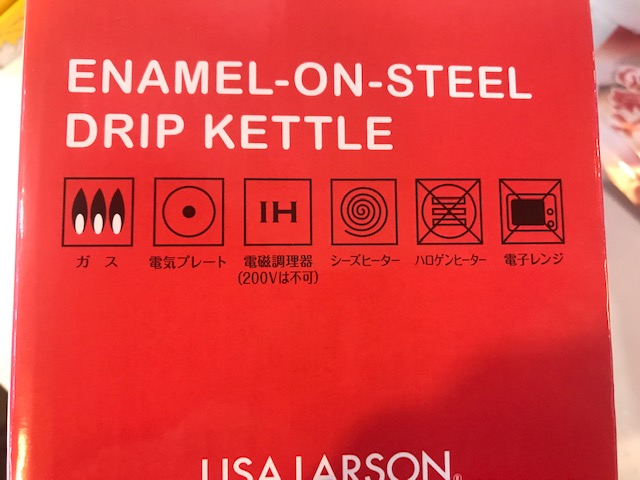 ENAMEL-ON-STEEL
DRIP KETTLE
IH
ガス 電気プレート 電磁調理器 シーズヒーター ハロゲンヒーター 電子レンジ
(200Vは不可)
LISA LARSON®